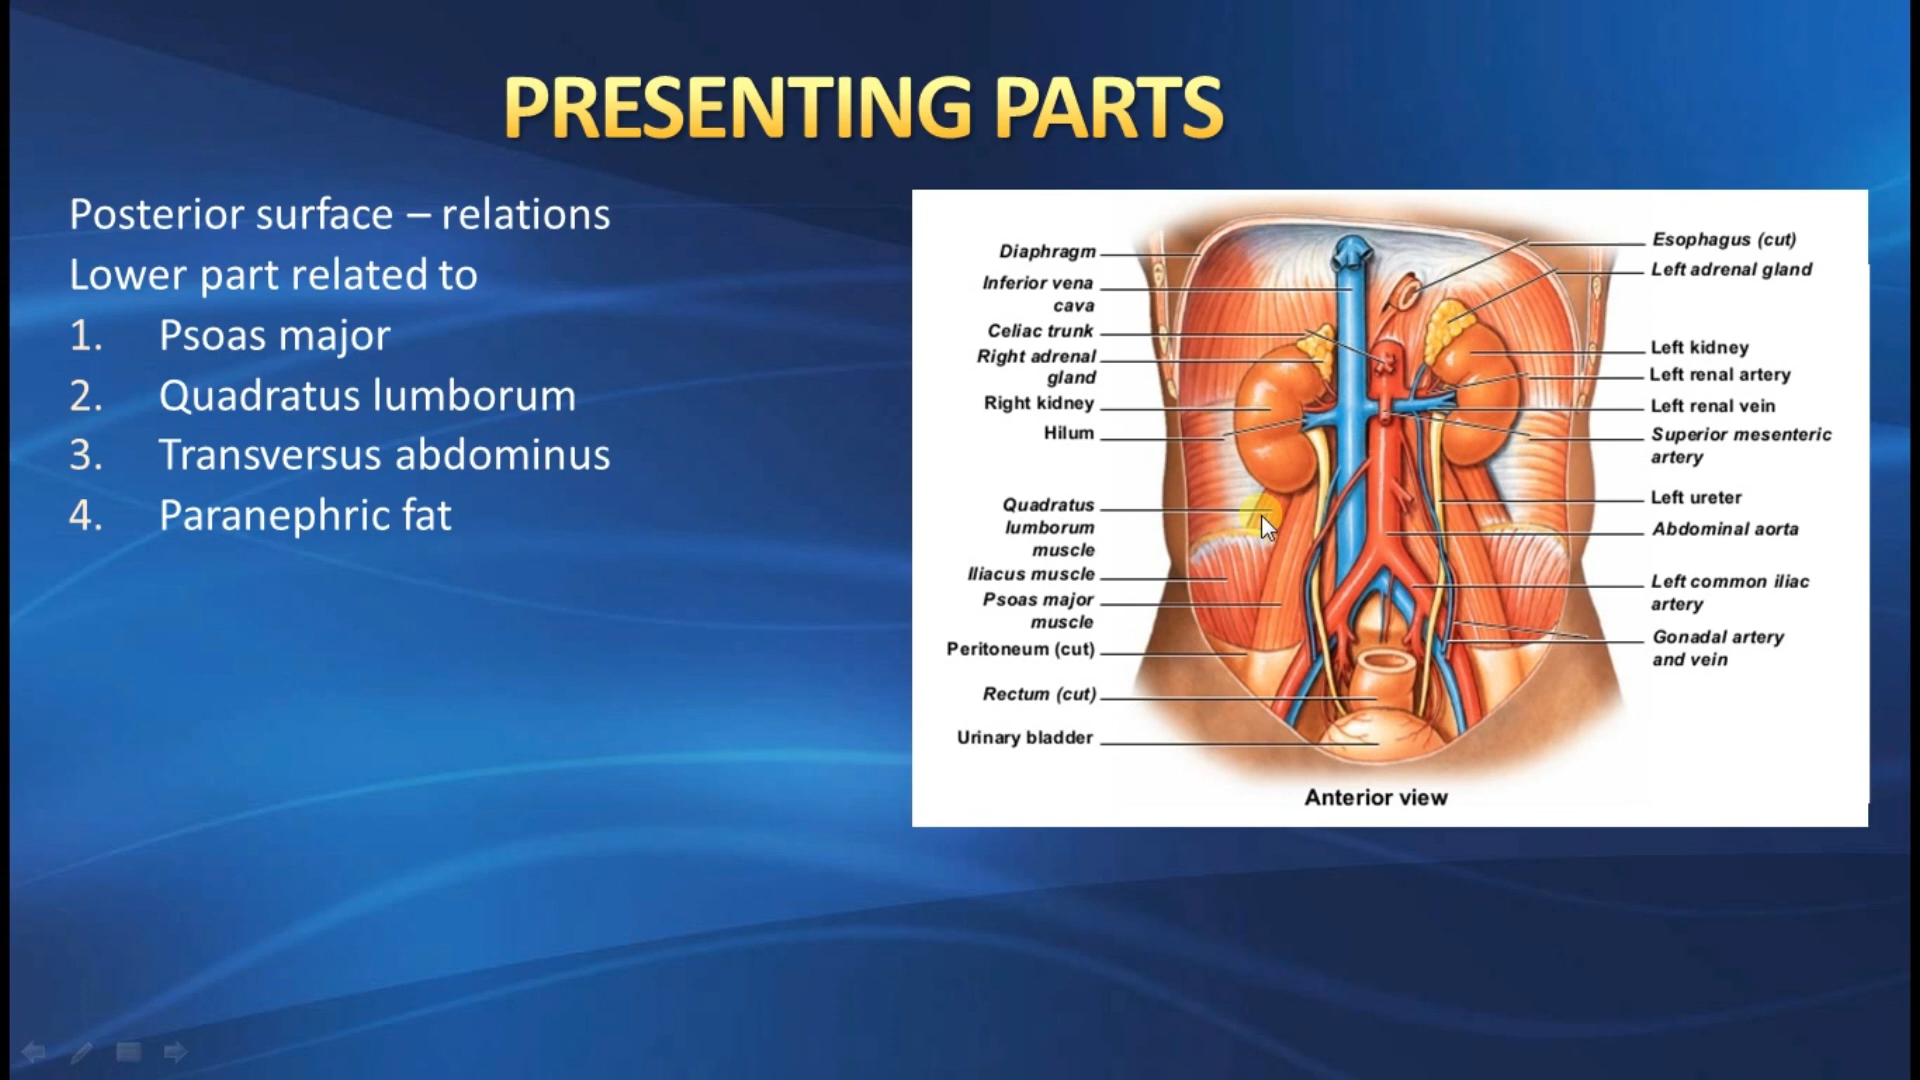 PRESENTING PARTS
Posterior surface – relations
Lower part related to
1. Psoas major
2. Quadratus lumborum
3. Transversus abdominus
4. Paranephric fat
Diaphragm
Inferior vena
cava
Celiac trunk
Right adrenal
gland
Right kidney
Hilum
Quadratus
lumborum
muscle
Iliacus muscle
Psoas major
muscle
Peritoneum (cut)
Rectum (cut)
Urinary bladder
Esophagus (cut)
Left adrenal gland
Left kidney
Left renal artery
Left renal vein
Superior mesenteric
artery
Left ureter
Abdominal aorta
Left common iliac
artery
Gonadal artery
and vein
Anterior view